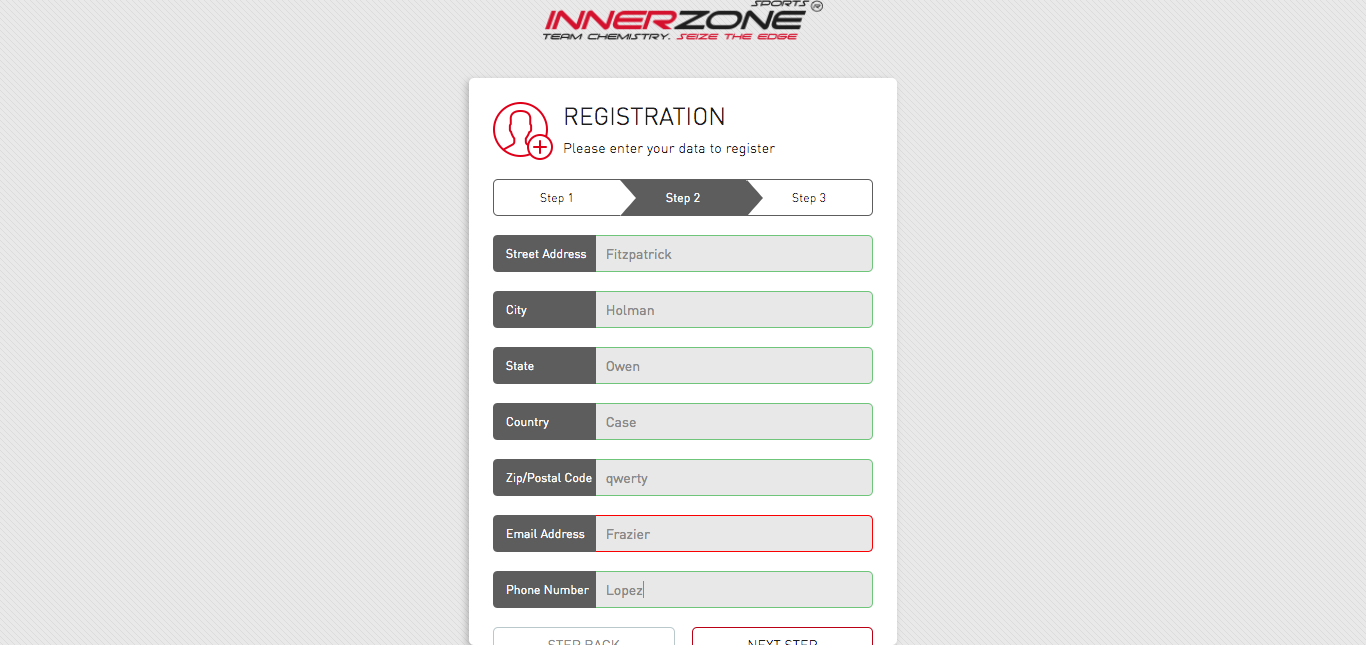 SPORTS
INNERZONE
TEAM CHEMISTRY. SEIZE THE EDGE
REGISTRATION
Please enter your data to register
Step 1 Step 2 Step 3
Street Address Fitzpatrick
City Holman
State Owen
Country Case
Zip/Postal Code qwerty
Email Address Frazier
Phone Number Lopez
STEP BACK NEXT STEP